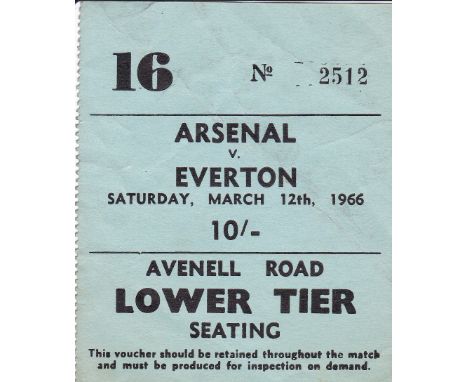 16 Nº 2512
ARSENAL
V.
EVERTON
SATURDAY, MARCH 12th, 1966
10/-
AVENELL ROAD
LOWER TIER
SEATING
This voucher should be retained throughout the match
and must be produced for inspection on demand.